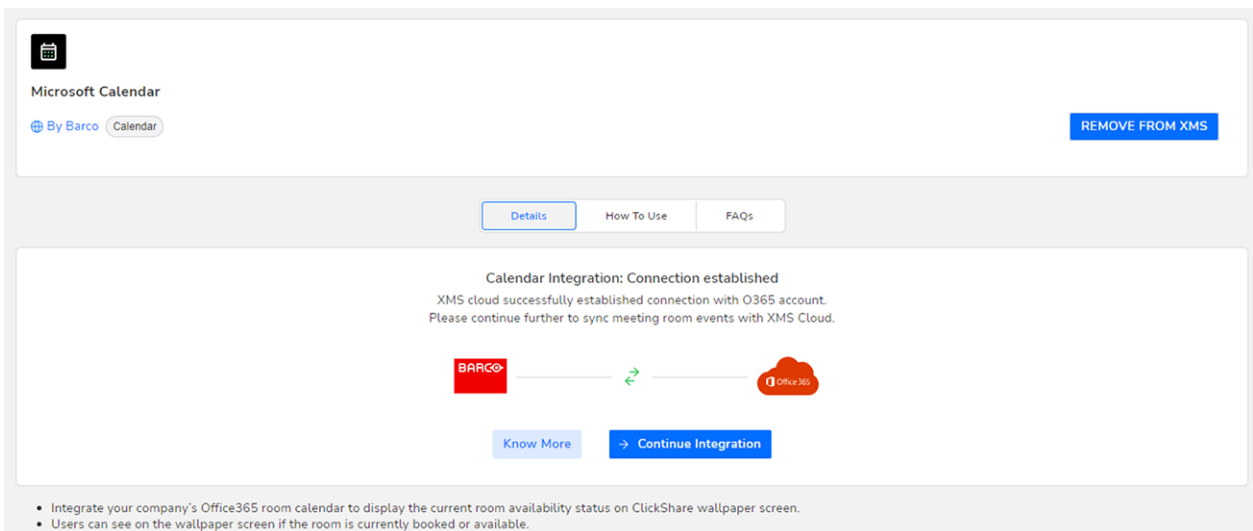 Microsoft Calendar
By Barco Calendar
REMOVE FROM XMS
Details How To Use FAQs
Calendar Integration: Connection established
XMS cloud successfully established connection with O365 account.
Please continue further to sync meeting room events with XMS Cloud.
BARCO
Office 365
Know More → Continue Integration
• Integrate your company's Office365 room calendar to display the current room availability status on ClickShare wallpaper screen.
• Users can see on the wallpaper screen if the room is currently booked or available.